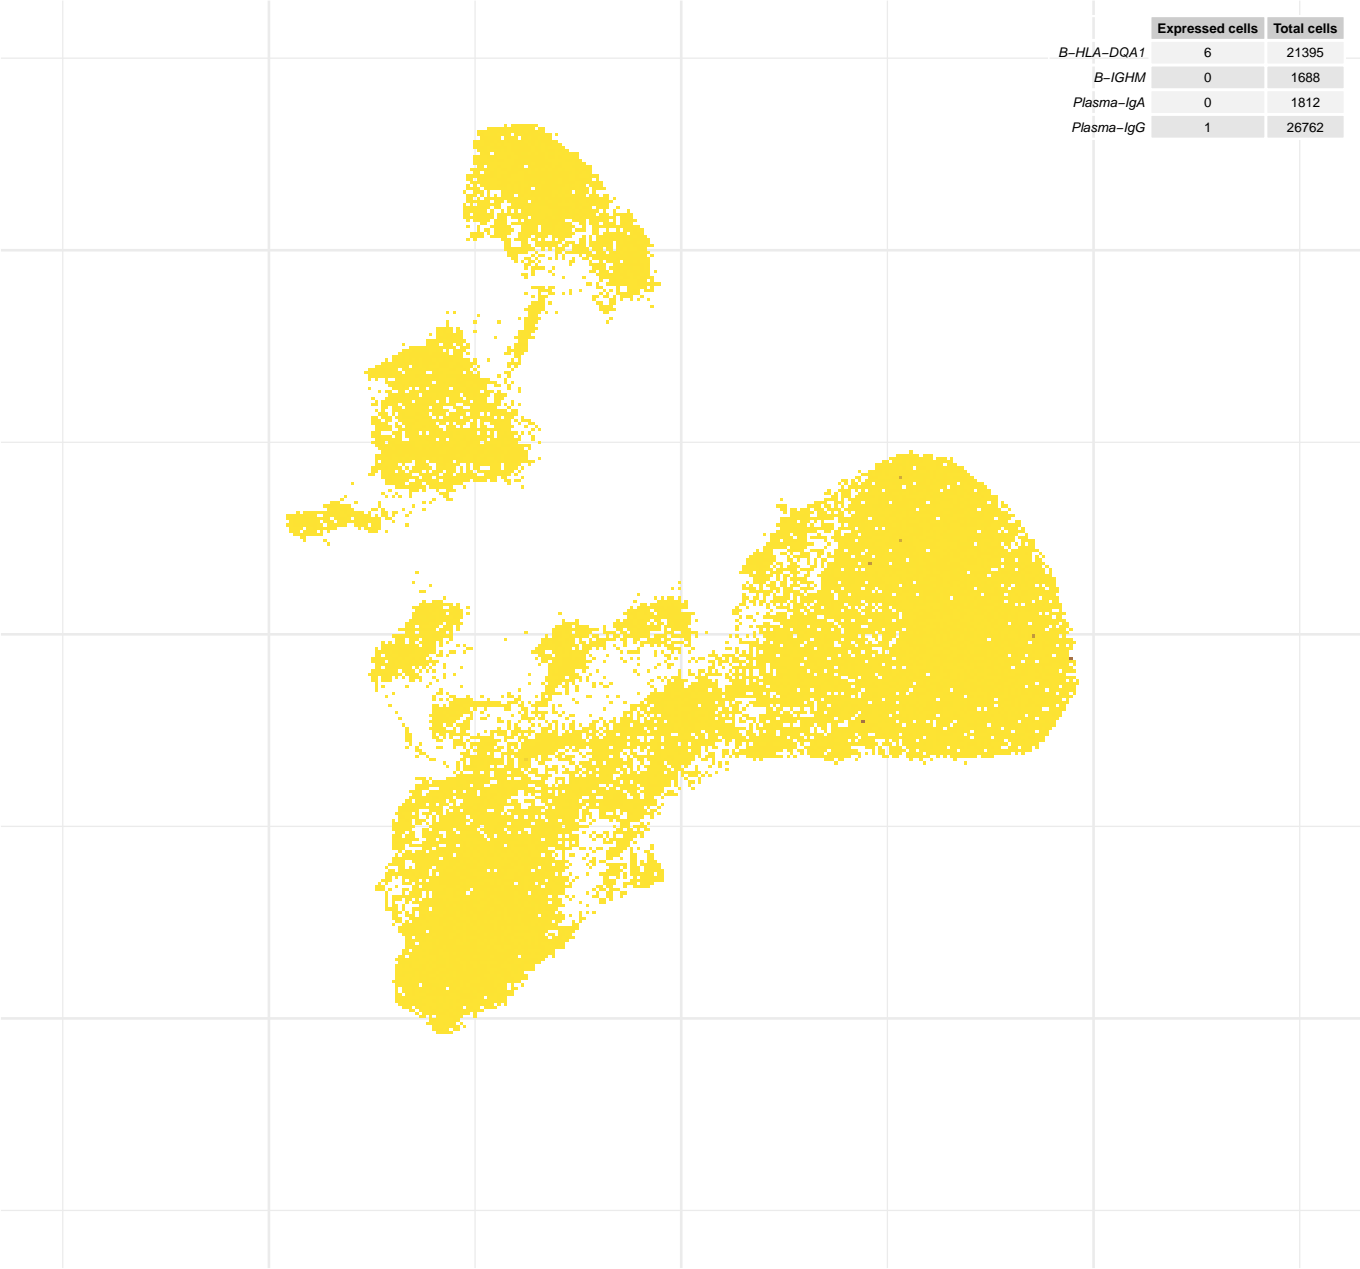 Expressed cells Total cells
B−HLA−DQA1 6 21395
B−IGHM 0 1688
Plasma−IgA 0 1812
Plasma−IgG 1 26762